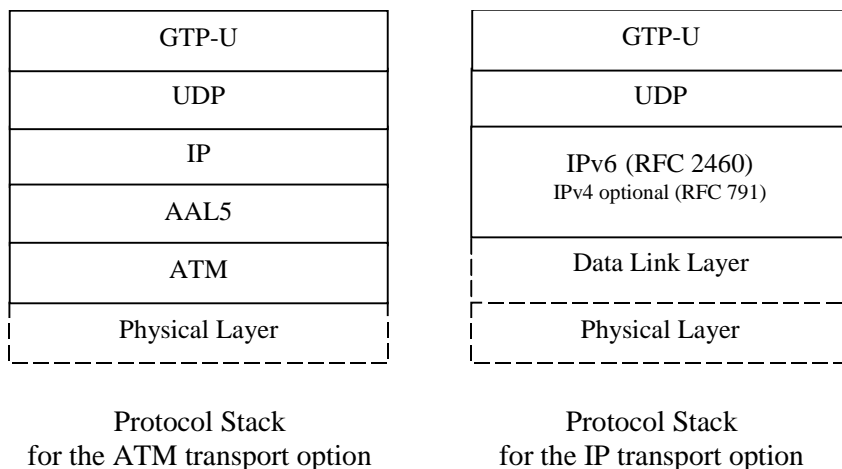 GTP-U
UDP
IP
AAL5
ATM
Physical Layer
Protocol Stack
for the ATM transport option
GTP-U
UDP
IPv6 (RFC 2460)
IPv4 optional (RFC 791)
Data Link Layer
Physical Layer
Protocol Stack
for the IP transport option